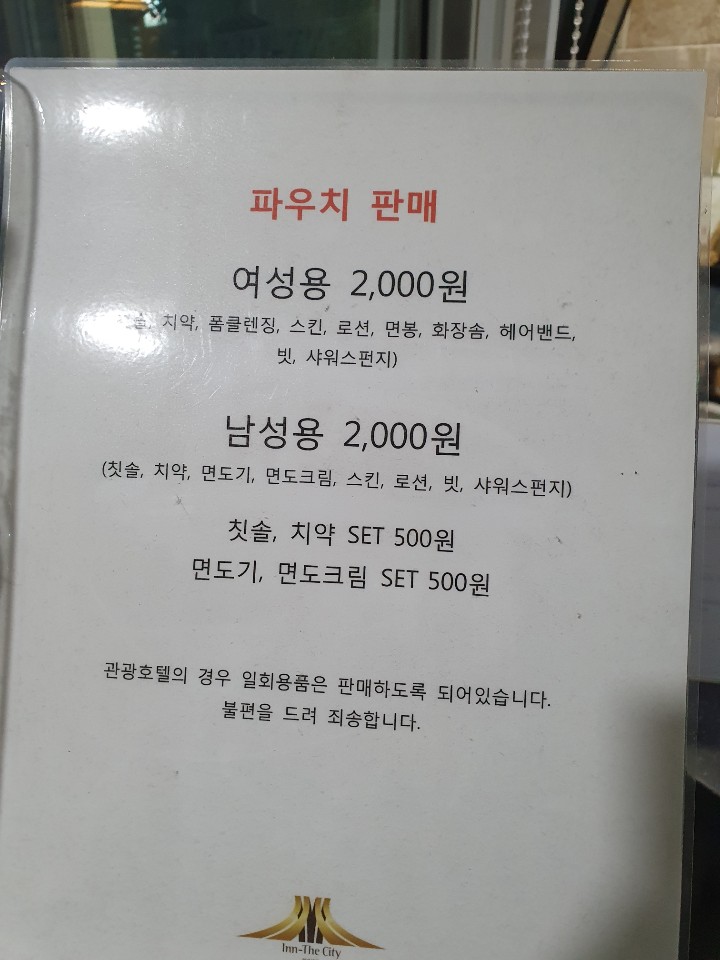 파우치 판매
여성용 2,000원
치약, 폼클렌징, 스킨, 로션, 면봉, 화장솜, 헤어밴드,
빗, 샤워스펀지)
남성용 2,000원
(칫솔, 치약, 면도기, 면도크림, 스킨, 로션, 빗, 샤워스펀지)
칫솔, 치약 SET 500원
면도기, 면도크림 SET 500원
관광호텔의 경우 일회용품은 판매하도록 되어있습니다.
불편을 드려 죄송합니다.
Inn-The City